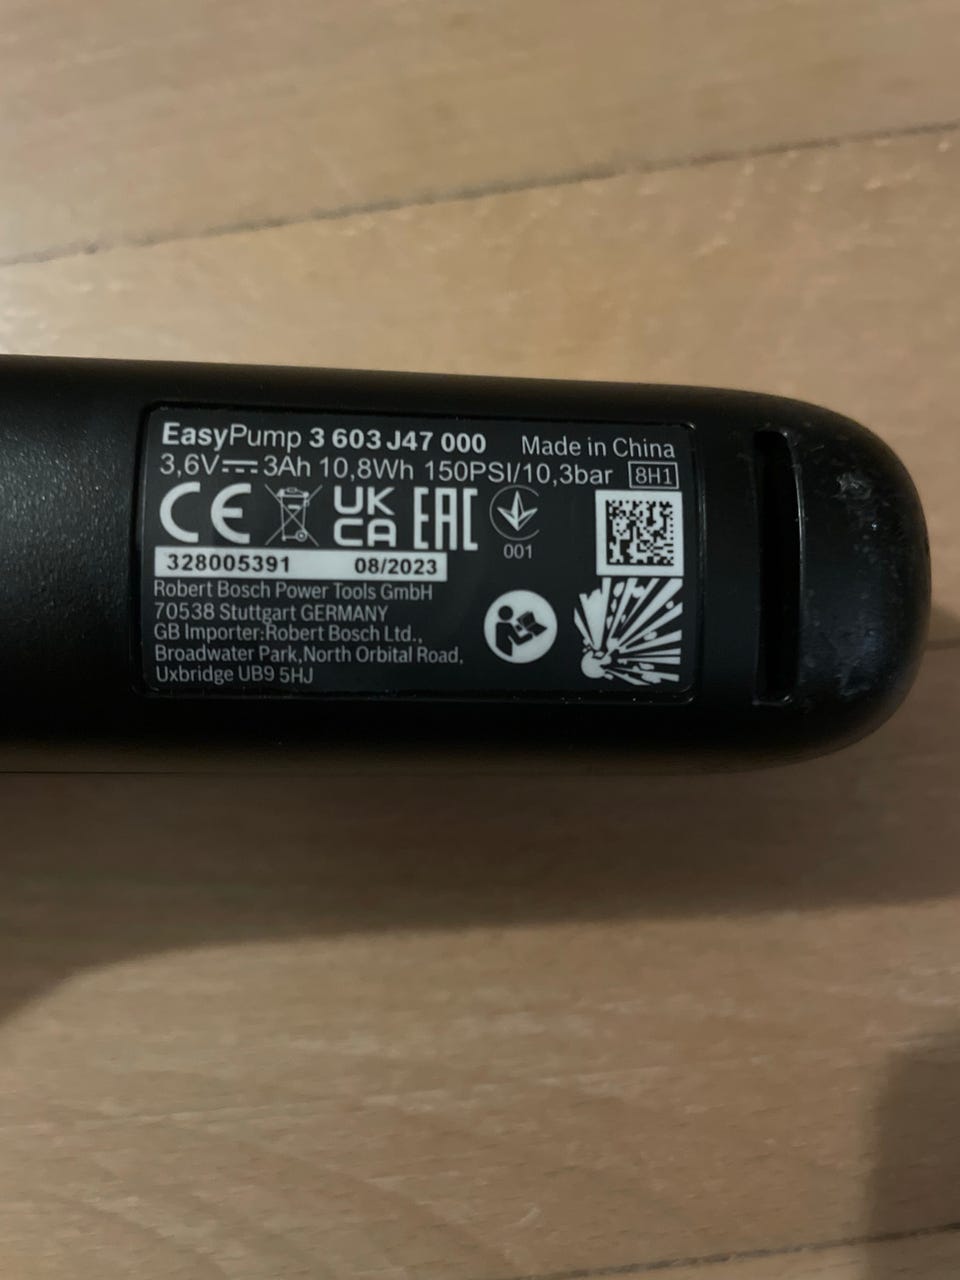 EasyPump 3 603 J47 000 Made in China
3,6V⎓ 3Ah 10,8Wh 150PSI/10,3bar 8H1
CE UK CA EAC 001
328005391 08/2023
Robert Bosch Power Tools GmbH
70538 Stuttgart GERMANY
GB Importer:Robert Bosch Ltd.,
Broadwater Park,North Orbital Road,
Uxbridge UB9 5HJ